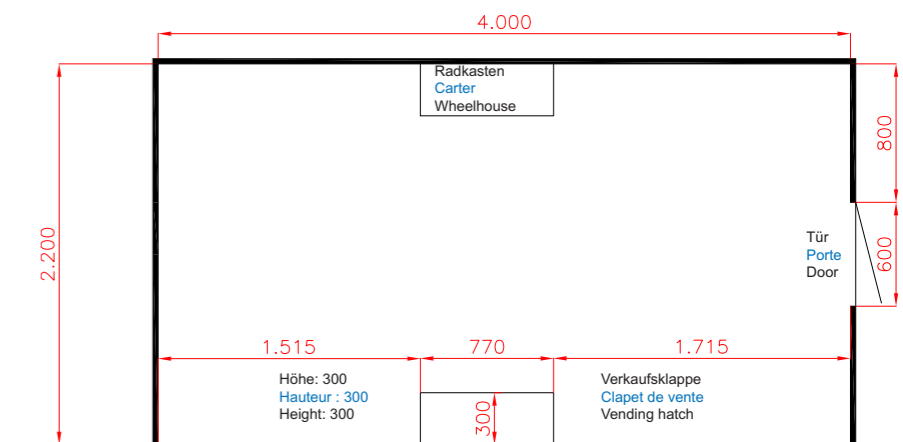 4.000
Radkasten
Carter
Wheelhouse
800
2.200
Tür
Porte
Door
600
1.515
770
1.715
Höhe: 300
Hauteur : 300
Height: 300
300
Verkaufsklappe
Clapet de vente
Vending hatch